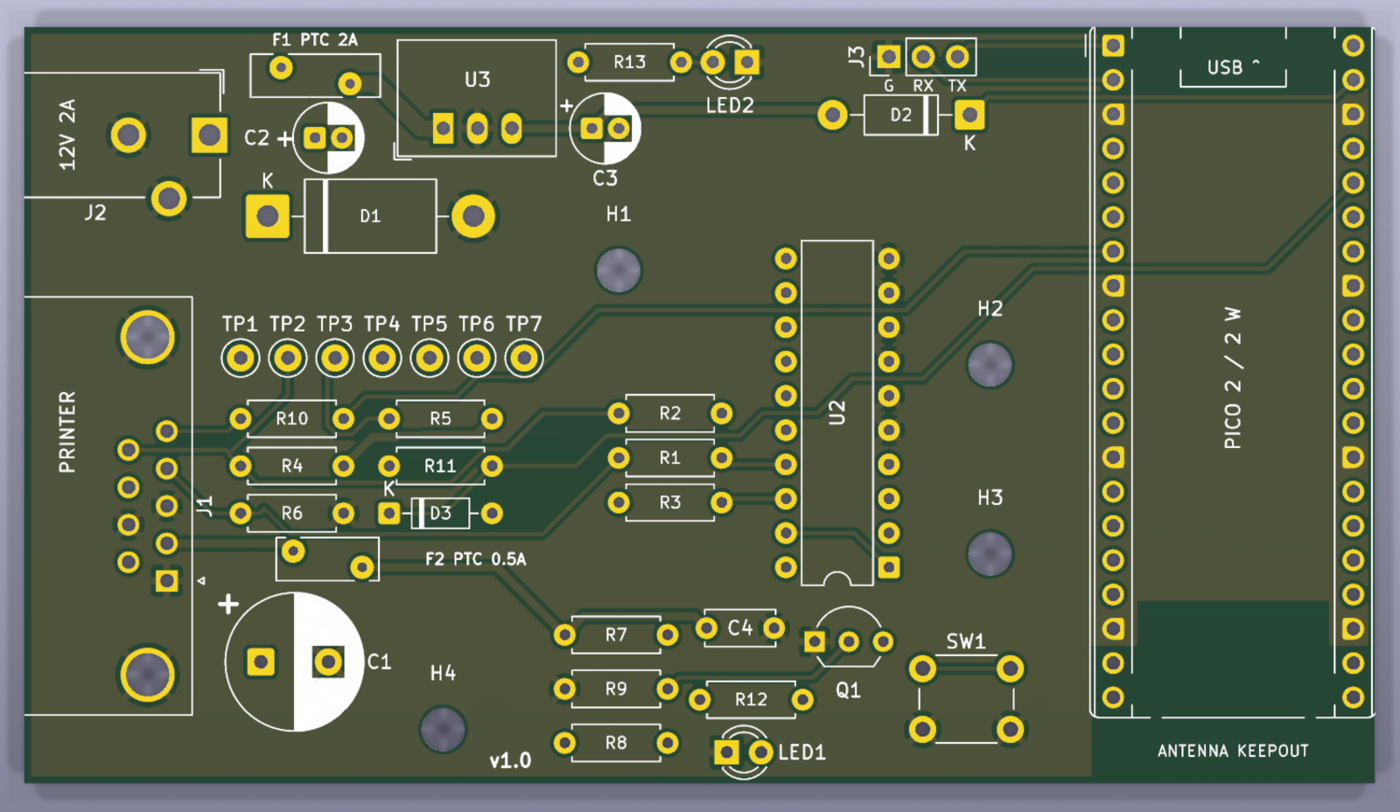 F1 PTC 2A
U3
R13
LED2
J3
G RX TX
USB ^
12V 2A
C2
+
+
C3
D2
K
K
J2
D1
H1
H2
TP1 TP2 TP3 TP4 TP5 TP6 TP7
PICO 2 / 2 W
PRINTER
R10
R5
R2
U2
R4
R11
R1
K
J1
R6
D3
R3
H3
F2 PTC 0.5A
+
C1
H4
R7
C4
SW1
R9
R12
Q1
R8
LED1
v1.0
ANTENNA KEEPOUT